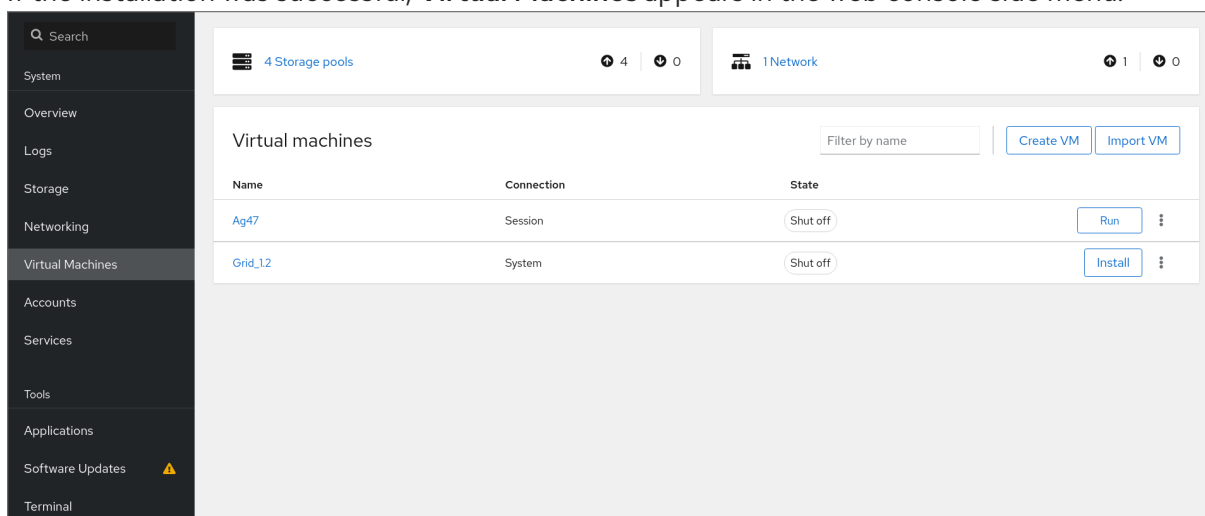 If the installation was successful, Virtual Machines appears in the web console side menu.
Search
System
Overview
Logs
Storage
Networking
Virtual Machines
Accounts
Services
Tools
Applications
Software Updates
Terminal
4 Storage pools 4 0
1 Network 1 0
Virtual machines Filter by name Create VM Import VM
Name Connection State
Ag47 Session Shut off Run
Grid_1.2 System Shut off Install